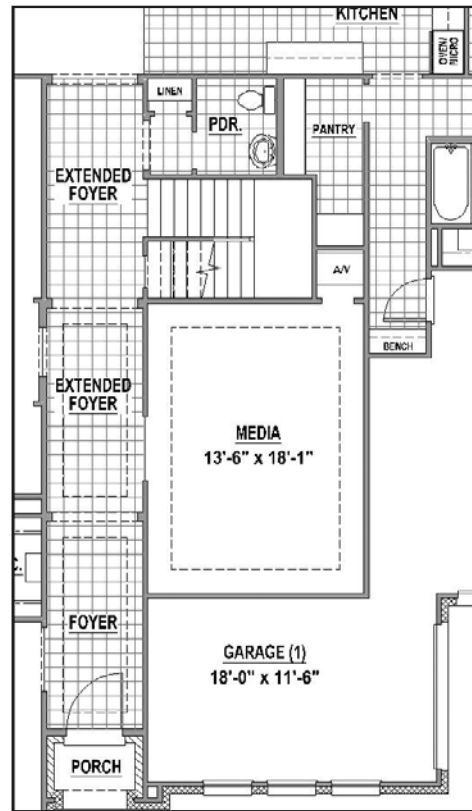 KITCHEN
OVEN/
MICRO
LINEN
PDR.
PANTRY
EXTENDED
FOYER
A/V
BENCH
EXTENDED
FOYER
MEDIA
13'-6" x 18'-1"
FOYER
GARAGE (1)
18'-0" x 11'-6"
PORCH